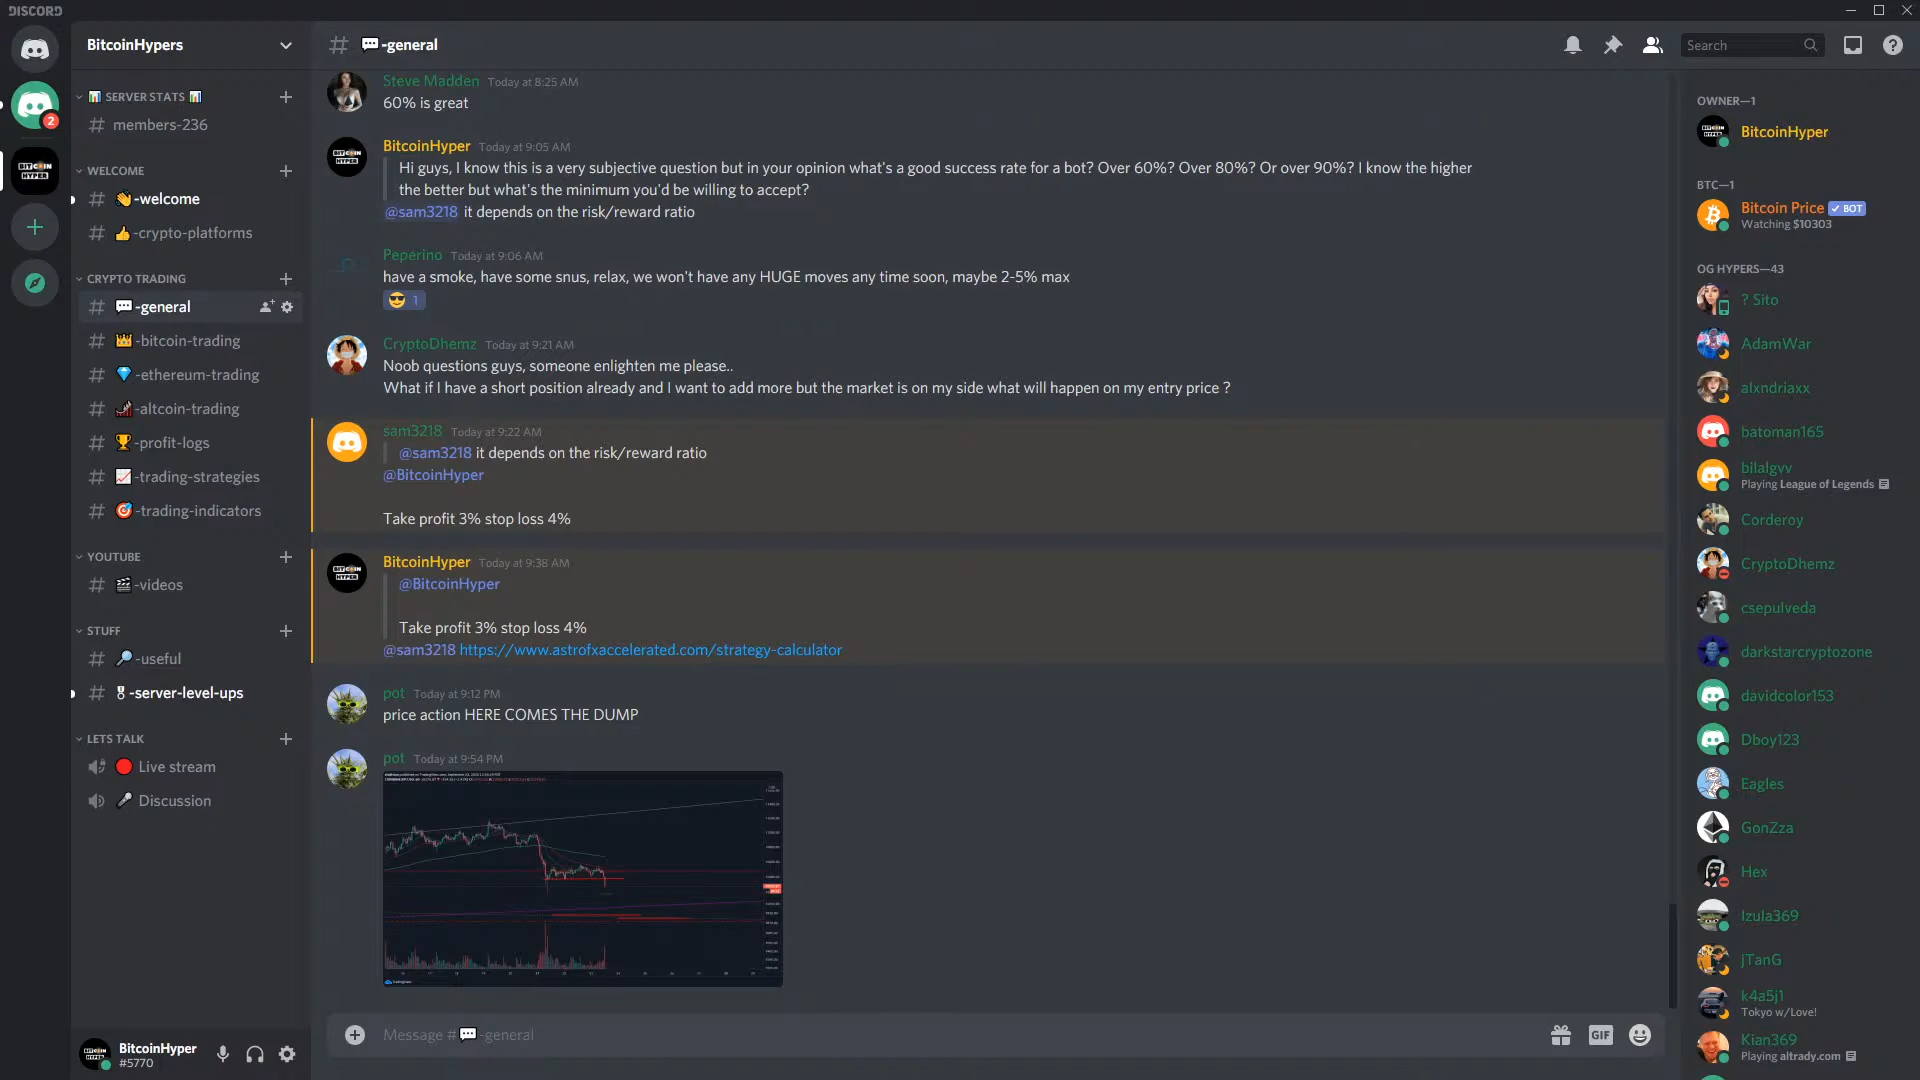 DISCORD
BitcoinHypers
SERVER STATS
members-236
WELCOME
-welcome
-crypto-platforms
CRYPTO TRADING
-general
-bitcoin-trading
-ethereum-trading
-altcoin-trading
-profit-logs
-trading-strategies
-trading-indicators
YOUTUBE
-videos
STUFF
-useful
-server-level-ups
LETS TALK
Live stream
Discussion
BitcoinHyper
#5770
2
BITCOIN
HYPER
-general
Search
Steve Madden Today at 8:25 AM
60% is great
BitcoinHyper Today at 9:05 AM
Hi guys, I know this is a very subjective question but in your opinion what's a good success rate for a bot? Over 60%? Over 80%? Or over 90%? I know the higher
the better but what's the minimum you'd be willing to accept?
@sam3218 it depends on the risk/reward ratio
Peperino Today at 9:06 AM
have a smoke, have some snus, relax, we won't have any HUGE moves any time soon, maybe 2-5% max
1
CryptoDhemz Today at 9:21 AM
Noob questions guys, someone enlighten me please..
What if I have a short position already and I want to add more but the market is on my side what will happen on my entry price ?
sam3218 Today at 9:22 AM
@sam3218 it depends on the risk/reward ratio
@BitcoinHyper
Take profit 3% stop loss 4%
BitcoinHyper Today at 9:38 AM
@BitcoinHyper
Take profit 3% stop loss 4%
@sam3218 https://www.astrofxaccelerated.com/strategy-calculator
pot Today at 9:12 PM
price action HERE COMES THE DUMP
pot Today at 9:54 PM
Message # -general
GIF
OWNER—1
BitcoinHyper
BTC—1
Bitcoin Price BOT
Watching $10303
OG HYPERS—43
? Sito
AdamWar
alxndriaxx
batoman165
bilalgvv
Playing League of Legends
Corderoy
CryptoDhemz
csepulveda
darkstarcryptozone
davidcolor153
Dboy123
Eagles
GonZza
Hex
Izula369
jTanG
k4a5j1
Tokyo w/Love!
Kian369
Playing altrady.com